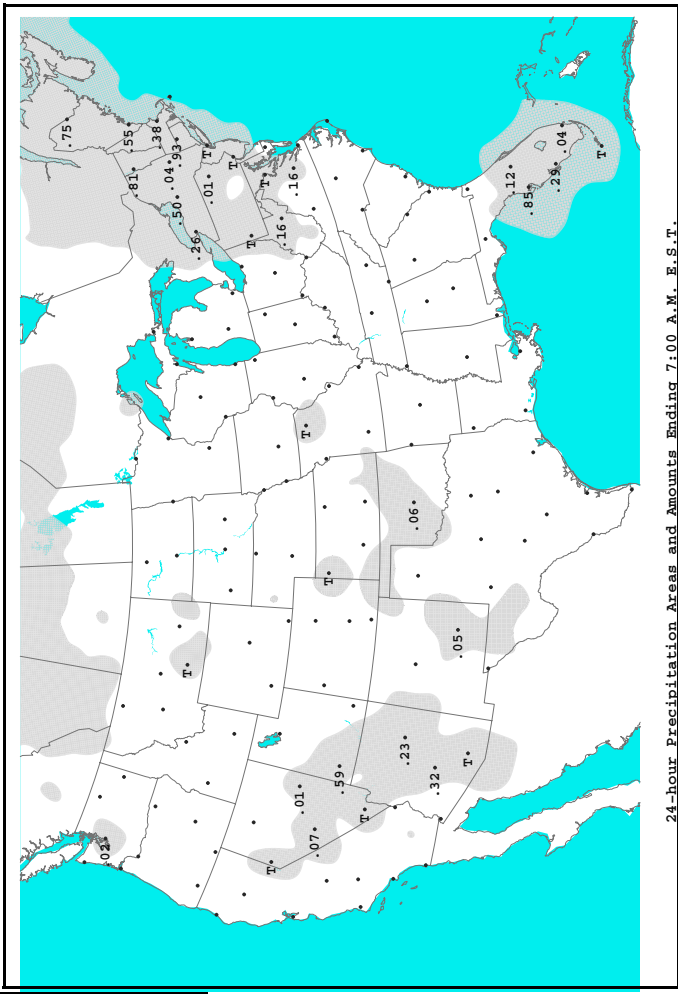 .75
.02
.55
.81
.38
.04
.50
.93
T
.26
T
.01
T
T
T
T
.16
.16
.01
T
.07
T
.59
T
.23
.06
.32
.05
T
.12
.85
.29
.04
T
24-hour Precipitation Areas and Amounts Ending 7:00 A.M. E.S.T.